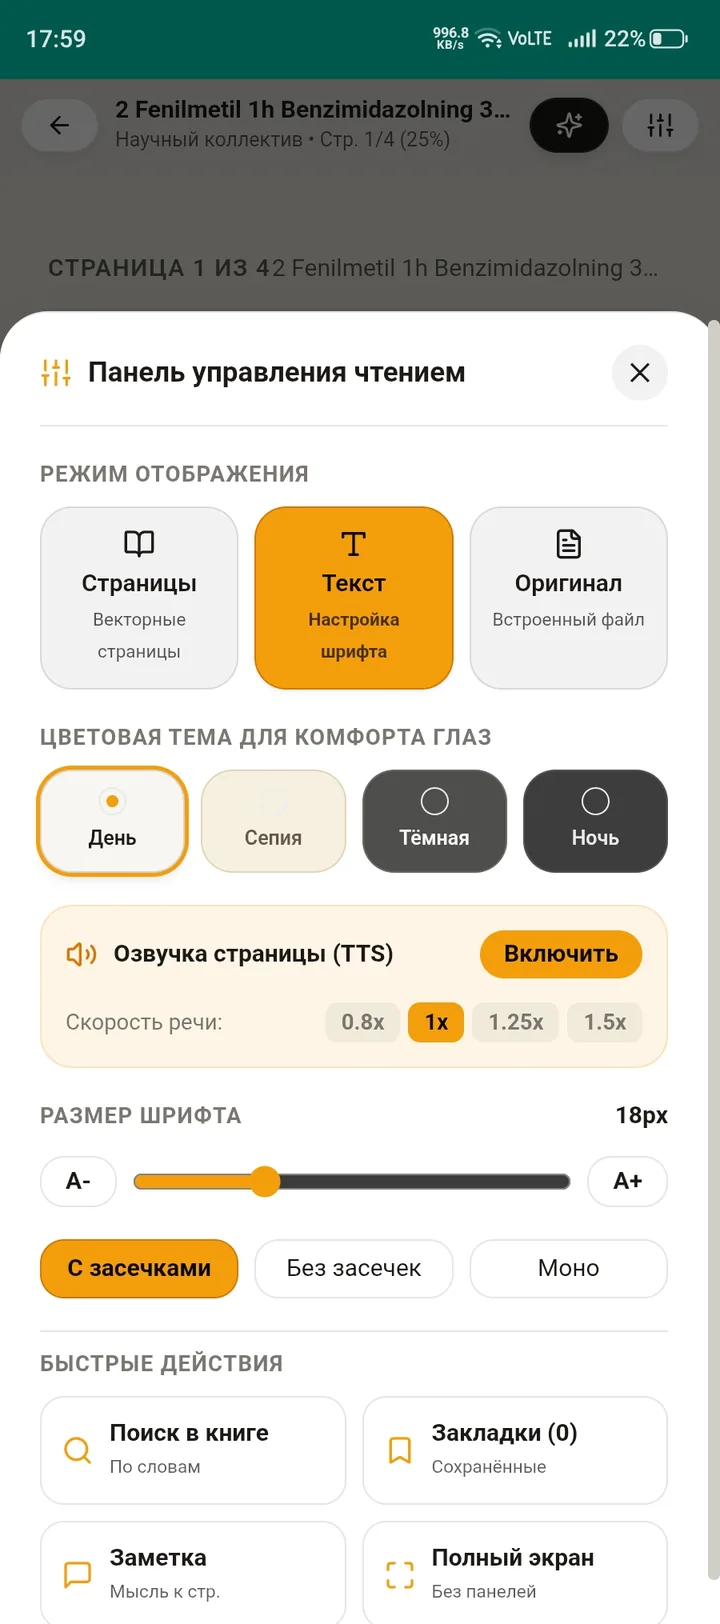 17:59
996.8 KB/s VoLTE 22%
2 Fenilmetil 1h Benzimidazolning 3...
Научный коллектив • Стр. 1/4 (25%)
СТРАНИЦА 1 ИЗ 42 Fenilmetil 1h Benzimidazolning 3...
Панель управления чтением
РЕЖИМ ОТОБРАЖЕНИЯ
Страницы
Векторные
страницы
Текст
Настройка
шрифта
Оригинал
Встроенный файл
ЦВЕТОВАЯ ТЕМА ДЛЯ КОМФОРТА ГЛАЗ
День
Сепия
Тёмная
Ночь
Озвучка страницы (TTS)
Включить
Скорость речи:
0.8x
1x
1.25x
1.5x
РАЗМЕР ШРИФТА
18px
A-
A+
С засечками
Без засечек
Моно
БЫСТРЫЕ ДЕЙСТВИЯ
Поиск в книге
По словам
Закладки (0)
Сохранённые
Заметка
Мысль к стр.
Полный экран
Без панелей